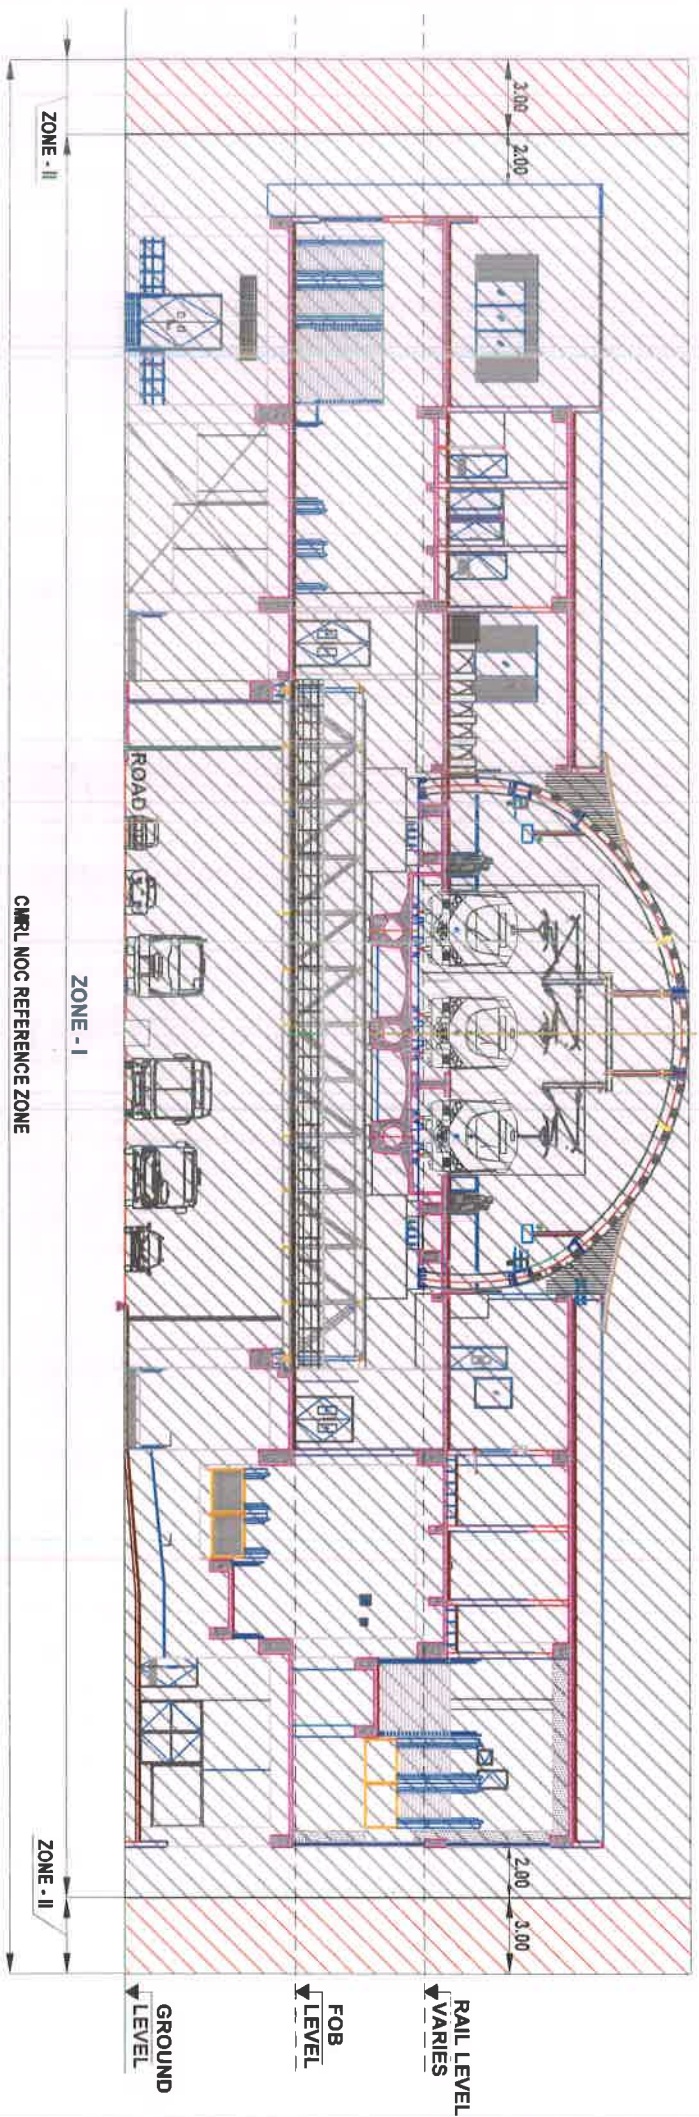 3.00
2.00
2.00
3.00
RAIL LEVEL
VARIES
FOB
LEVEL
GROUND
LEVEL
ROAD
ZONE - II
ZONE - I
ZONE - II
CMRL NOC REFERENCE ZONE